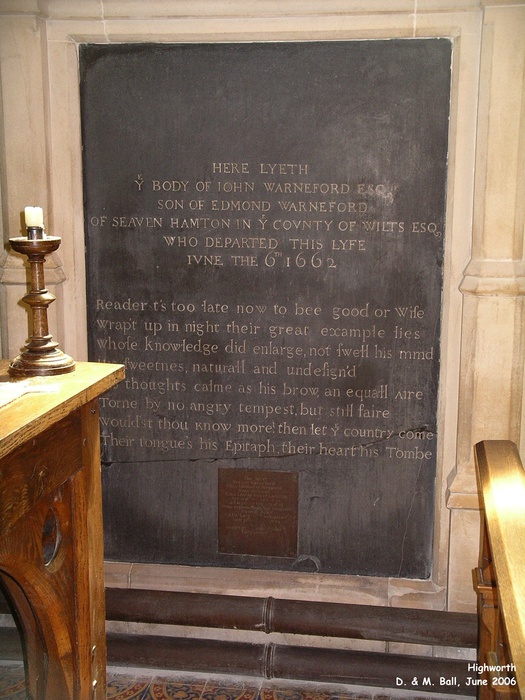 HERE LYETH
Yᵉ BODY OF IOHN WARNEFORD ESQ
SON OF EDMOND WARNEFORD
OF SEAVEN HAMTON IN Yᵉ COVNTY OF WILTS ESQ
WHO DEPARTED THIS LYFE
IVNE THE 6ᵗʰ 1662
Reader t's too late now to bee good or wise
Wrapt up in night their great example lies
whose knowledge did enlarge, not swell his mind
sweetnes, naturall and undesign'd
thoughts calme as his brow, an equall Aire
Torne by no angry tempest, but still faire
Would'st thou know more! then let yᵉ country come
Their tongue's his Epitaph, their heart his Tombe
Highworth
D. & M. Ball, June 2006